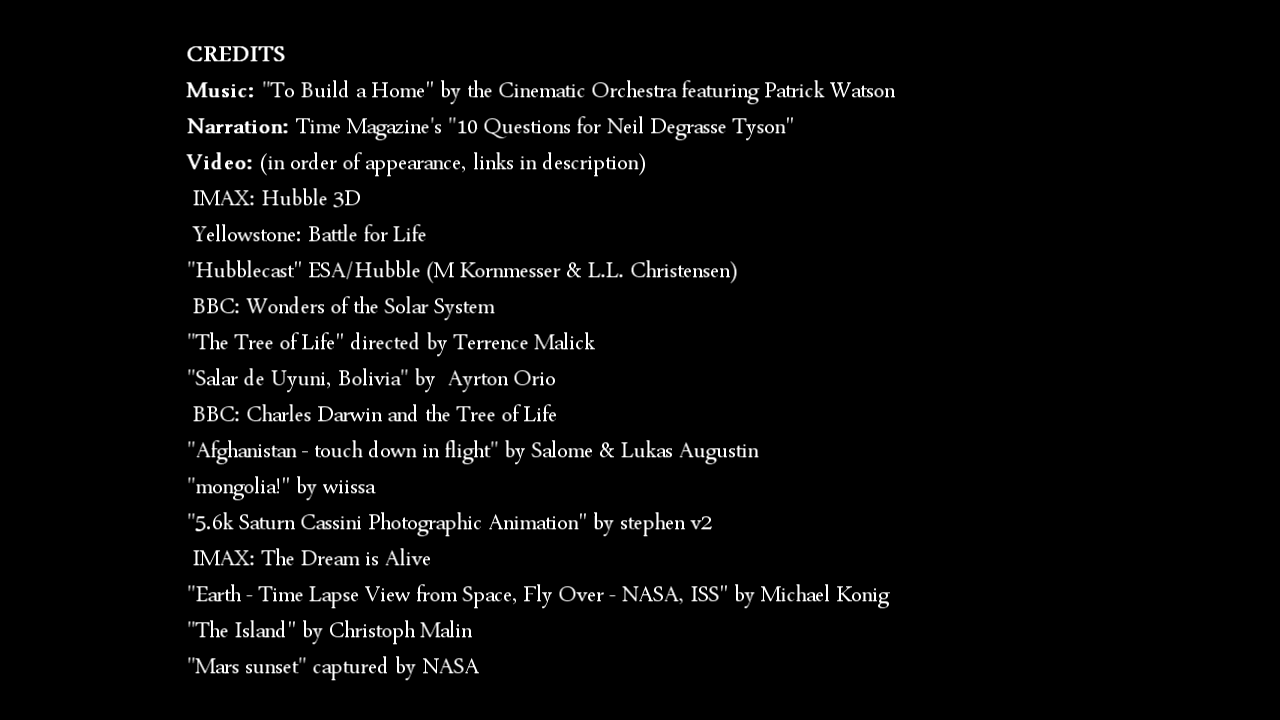 CREDITS
Music: "To Build a Home" by the Cinematic Orchestra featuring Patrick Watson
Narration: Time Magazine's "10 Questions for Neil Degrasse Tyson"
Video: (in order of appearance, links in description)
IMAX: Hubble 3D
Yellowstone: Battle for Life
"Hubblecast" ESA/Hubble (M Kornmesser & L.L. Christensen)
BBC: Wonders of the Solar System
"The Tree of Life" directed by Terrence Malick
"Salar de Uyuni, Bolivia" by  Ayrton Orio
BBC: Charles Darwin and the Tree of Life
"Afghanistan - touch down in flight" by Salome & Lukas Augustin
"mongolia!" by wiissa
"5.6k Saturn Cassini Photographic Animation" by stephen v2
IMAX: The Dream is Alive
"Earth - Time Lapse View from Space, Fly Over - NASA, ISS" by Michael Konig
"The Island" by Christoph Malin
"Mars sunset" captured by NASA